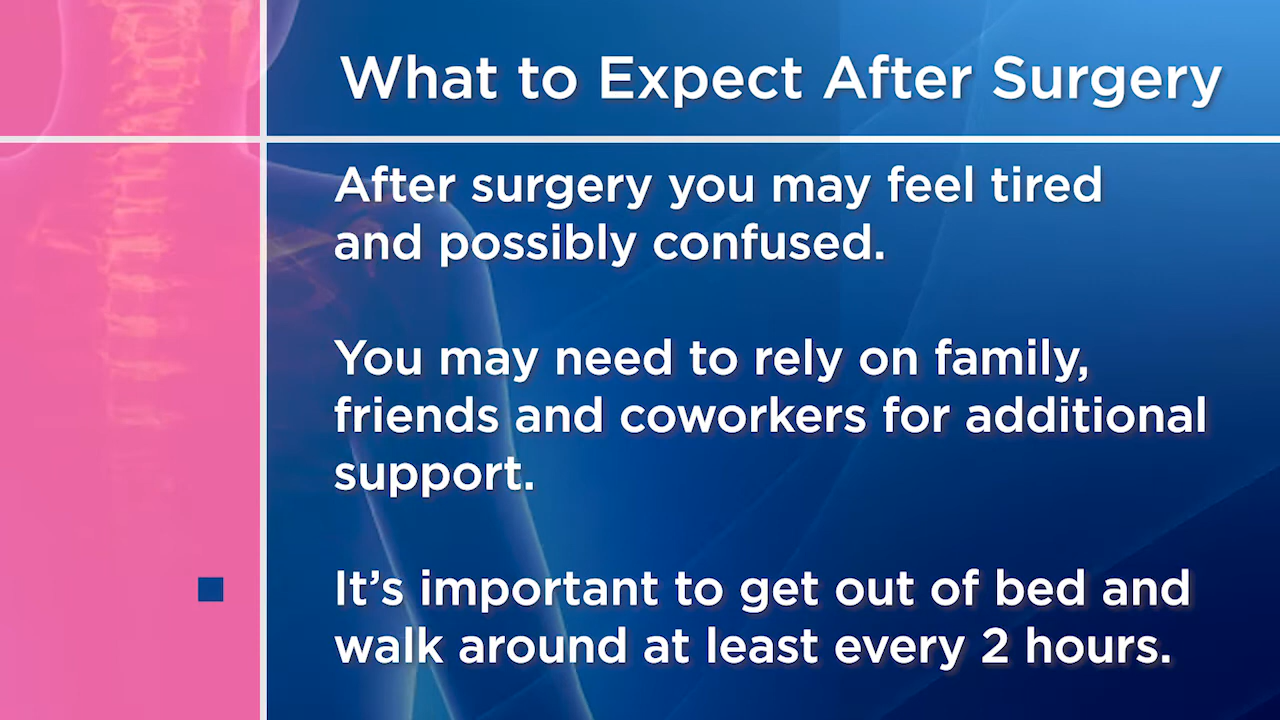 What to Expect After Surgery
After surgery you may feel tired
and possibly confused.
You may need to rely on family,
friends and coworkers for additional
support.
It’s important to get out of bed and
walk around at least every 2 hours.